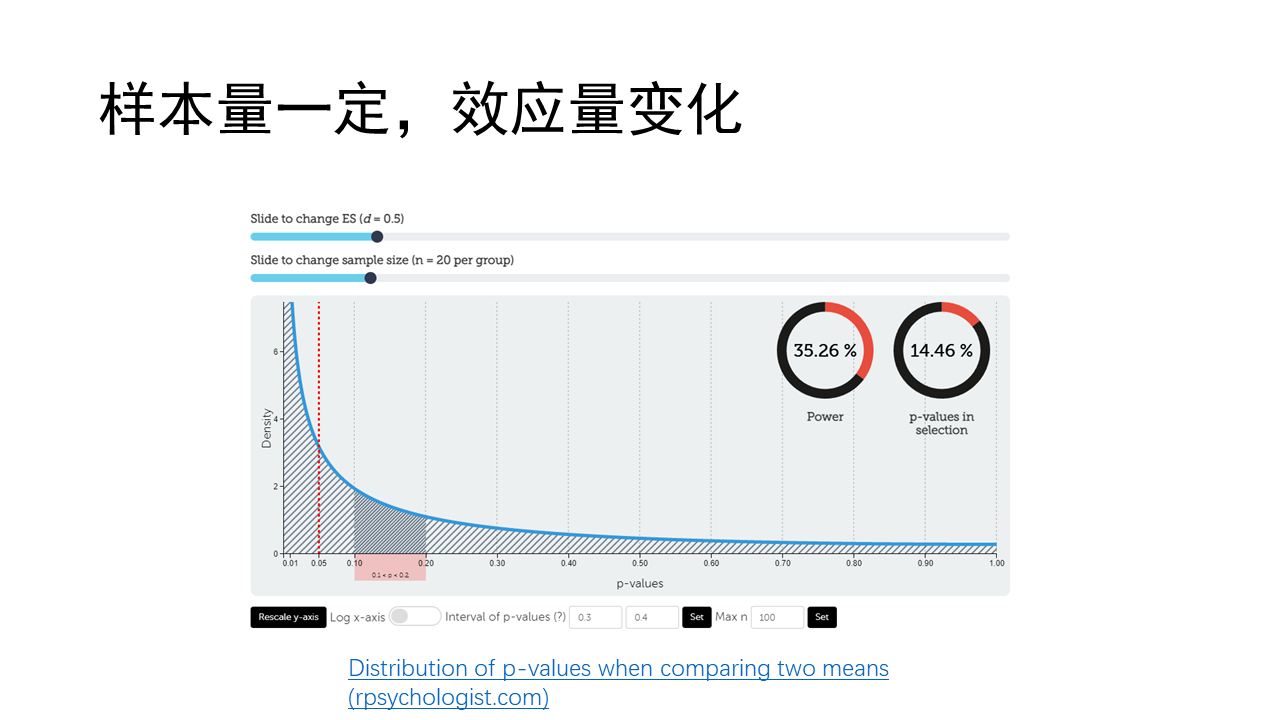 样本量一定，效应量变化
Slide to change ES (d = 0.5)
Slide to change sample size (n = 20 per group)
35.26 %
14.46 %
Power
p-values in
selection
Density
6
4
2
0
0.01 0.05 0.10 0.20 0.30 0.40 0.50 0.60 0.70 0.80 0.90 1.00
0.1 < p < 0.2
p-values
Rescale y-axis Log x-axis Interval of p-values (?) 0.3 0.4 Set Max n 100 Set
Distribution of p-values when comparing two means
(rpsychologist.com)